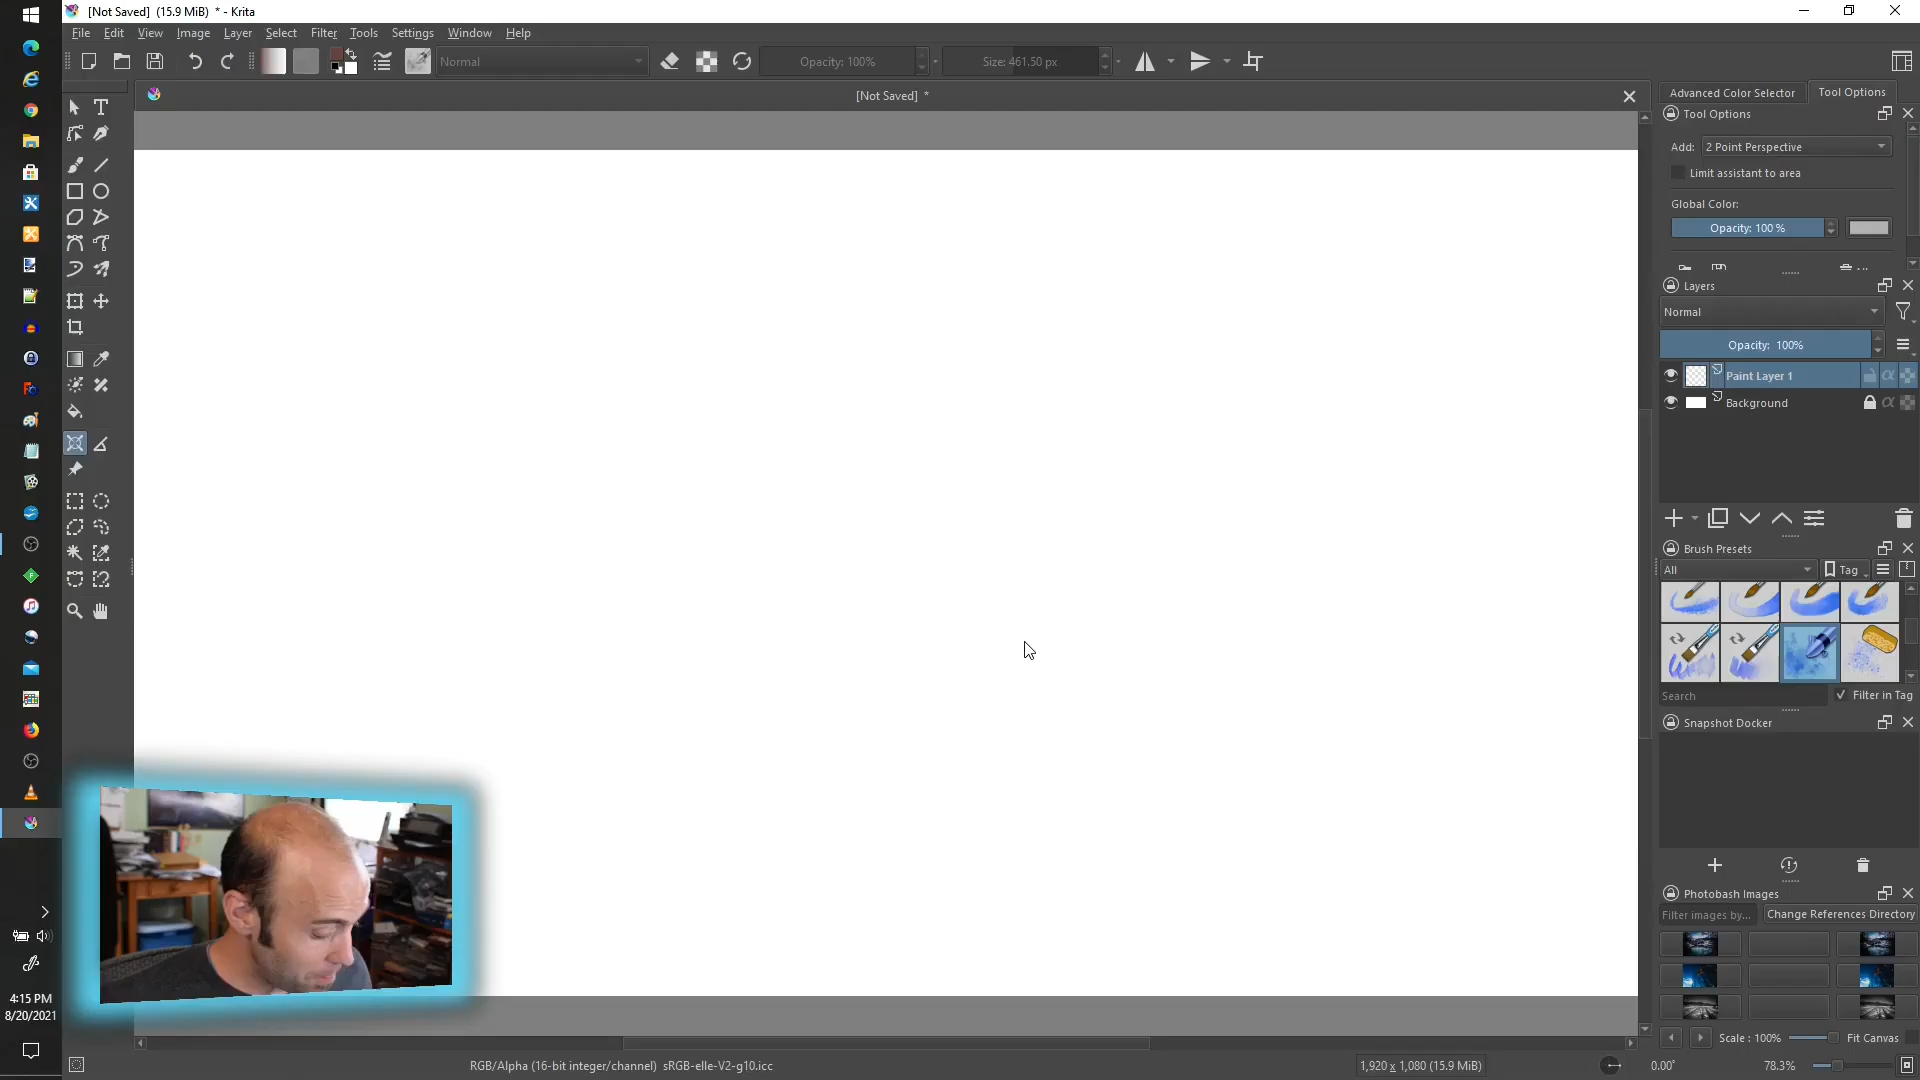 [Not Saved]  (15.9 MiB)  * - Krita
File Edit View Image Layer Select Filter Tools Settings Window Help
Normal
Opacity: 100%
Size: 461.50 px
[Not Saved]  *
Advanced Color Selector
Tool Options
Tool Options
Add: 2 Point Perspective
Limit assistant to area
Global Color:
Opacity: 100 %
Layers
Normal
Opacity:  100%
Paint Layer 1
Background
Brush Presets
All
Tag
Search
Filter in Tag
Snapshot Docker
Photobash Images
Filter images by...
Change References Directory
Scale : 100%
Fit Canvas
4:15 PM
8/20/2021
RGB/Alpha (16-bit integer/channel)  sRGB-elle-V2-g10.icc
1,920 x 1,080 (15.9 MiB)
0.00°
78.3%